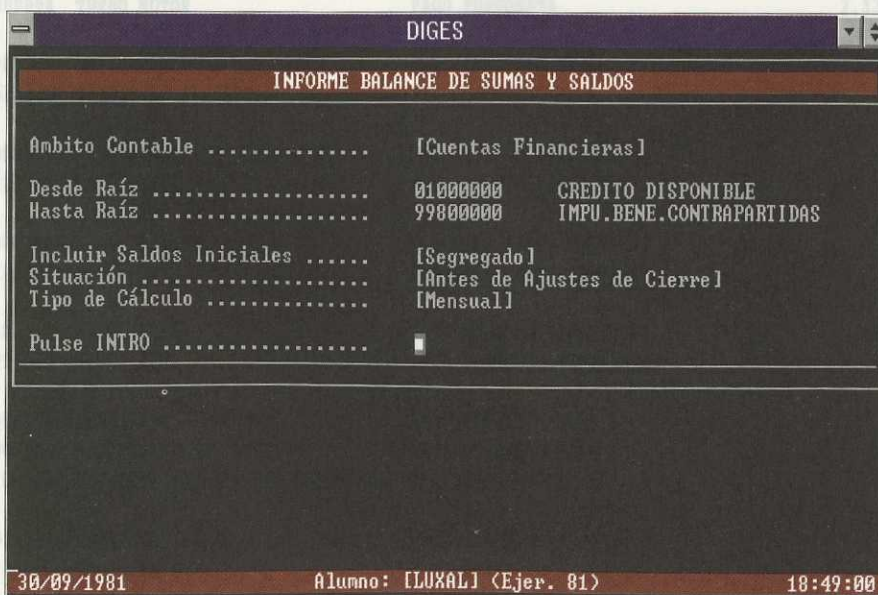 DIGES
INFORME BALANCE DE SUMAS Y SALDOS
Ambito Contable ............... [Cuentas Financieras]
Desde Raíz .................... 01000000 CREDITO DISPONIBLE
Hasta Raíz .................... 99800000 IMPU.BENE.CONTRAPARTIDAS
Incluir Saldos Iniciales ...... [Segregado]
Situación ..................... [Antes de Ajustes de Cierre]
Tipo de Cálculo ............... [Mensual]
Pulse INTRO ...................
30/09/1981 Alumno: [LUXAL] (Ejer. 81) 18:49:00